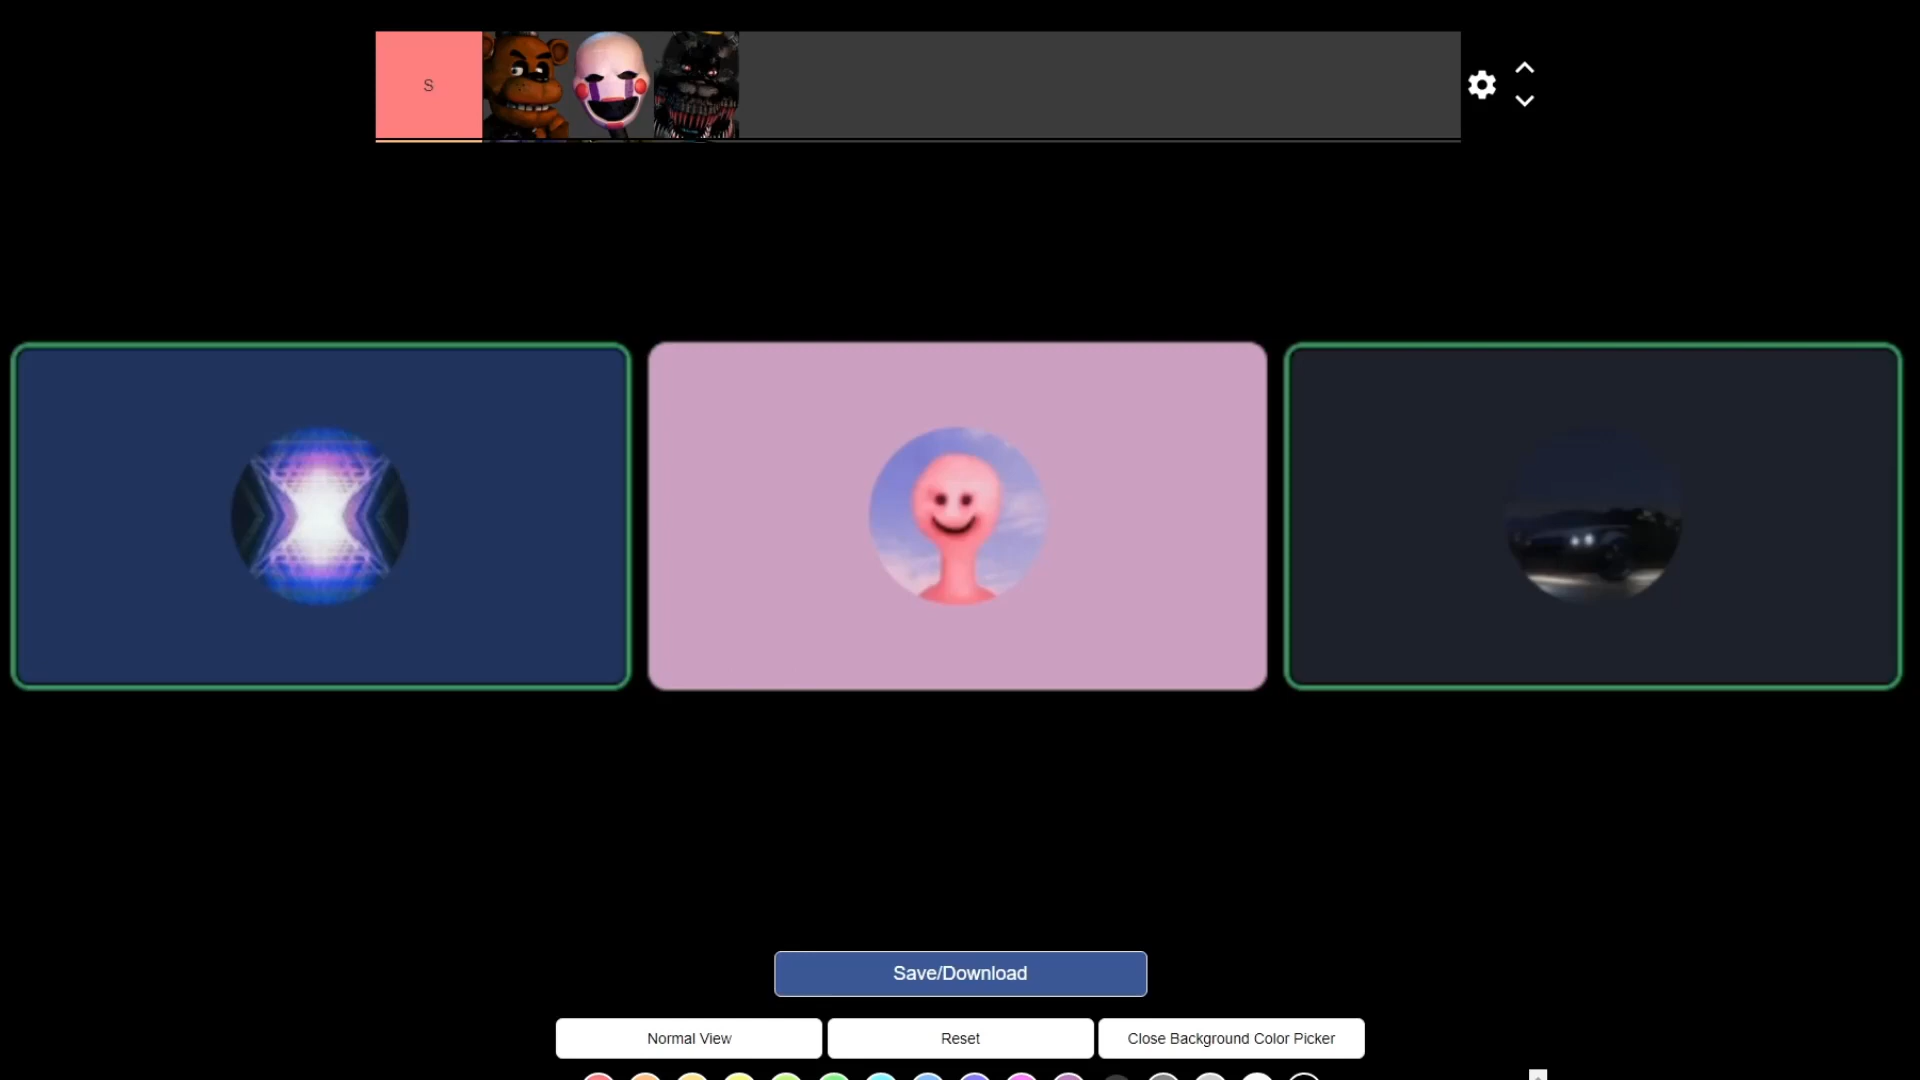 S
Save/Download
Normal View
Reset
Close Background Color Picker